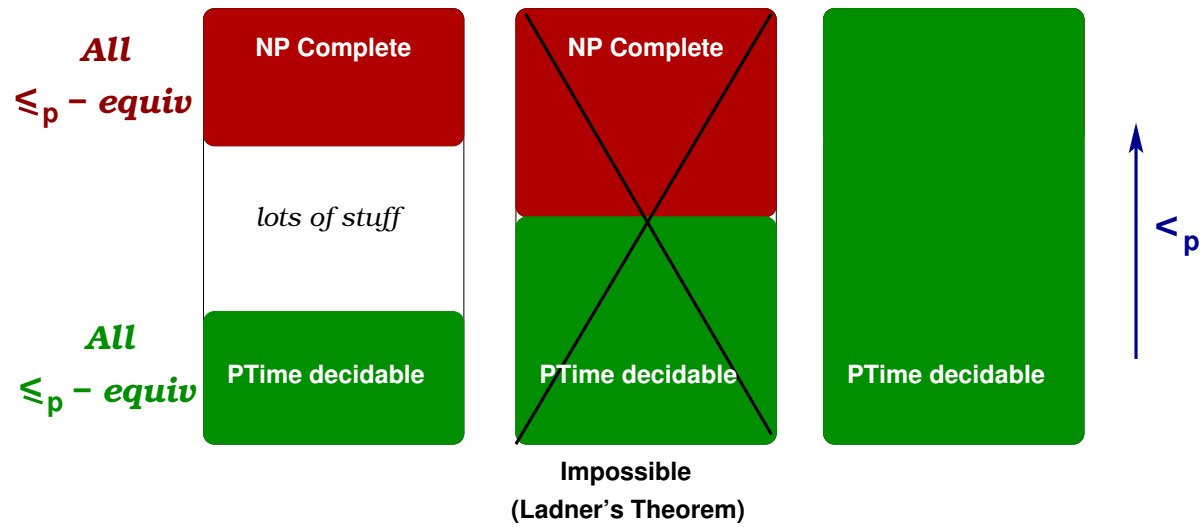 All
≤p – equiv
NP Complete
lots of stuff
All
≤p – equiv
PTime decidable
NP Complete
PTime decidable
Impossible
(Ladner's Theorem)
PTime decidable
<p